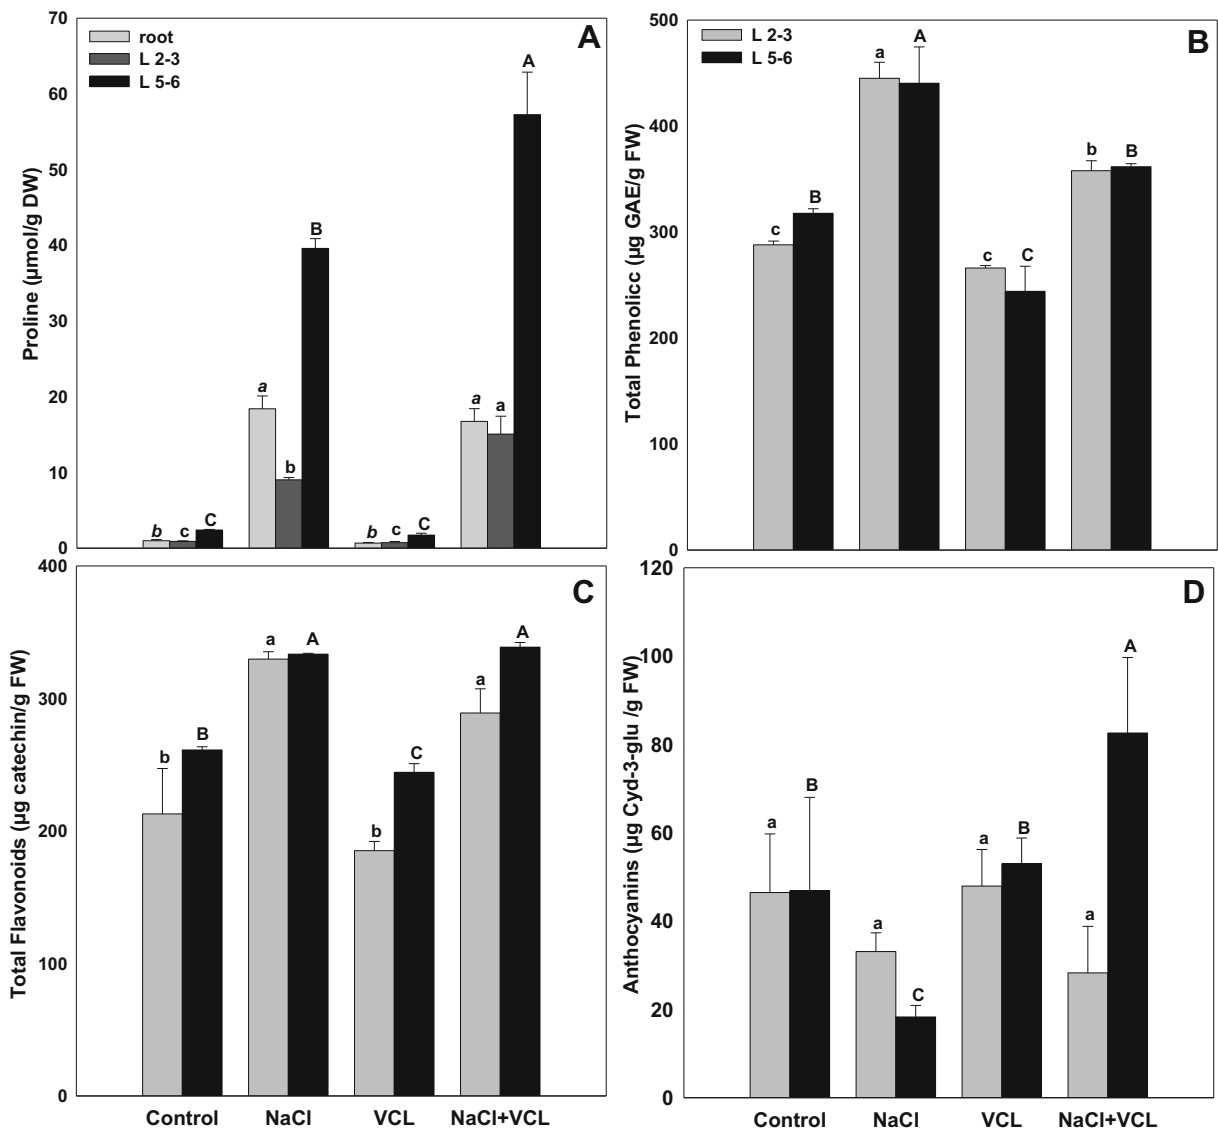 A
root
L 2-3
L 5-6
Proline (µmol/g DW)
70
60
50
40
30
20
10
0
b c C
a b B
b c C
a a A
B
L 2-3
L 5-6
Total Phenolicc (µg GAE/g FW)
500
400
300
200
100
0
c B
a A
c C
b B
C
Total Flavonoids (µg catechin/g FW)
400
300
200
100
0
b B
a A
b C
a A
Control NaCl VCL NaCl+VCL
D
Anthocyanins (µg Cyd-3-glu /g FW)
120
100
80
60
40
20
0
a B
a C
a B
a A
Control NaCl VCL NaCl+VCL